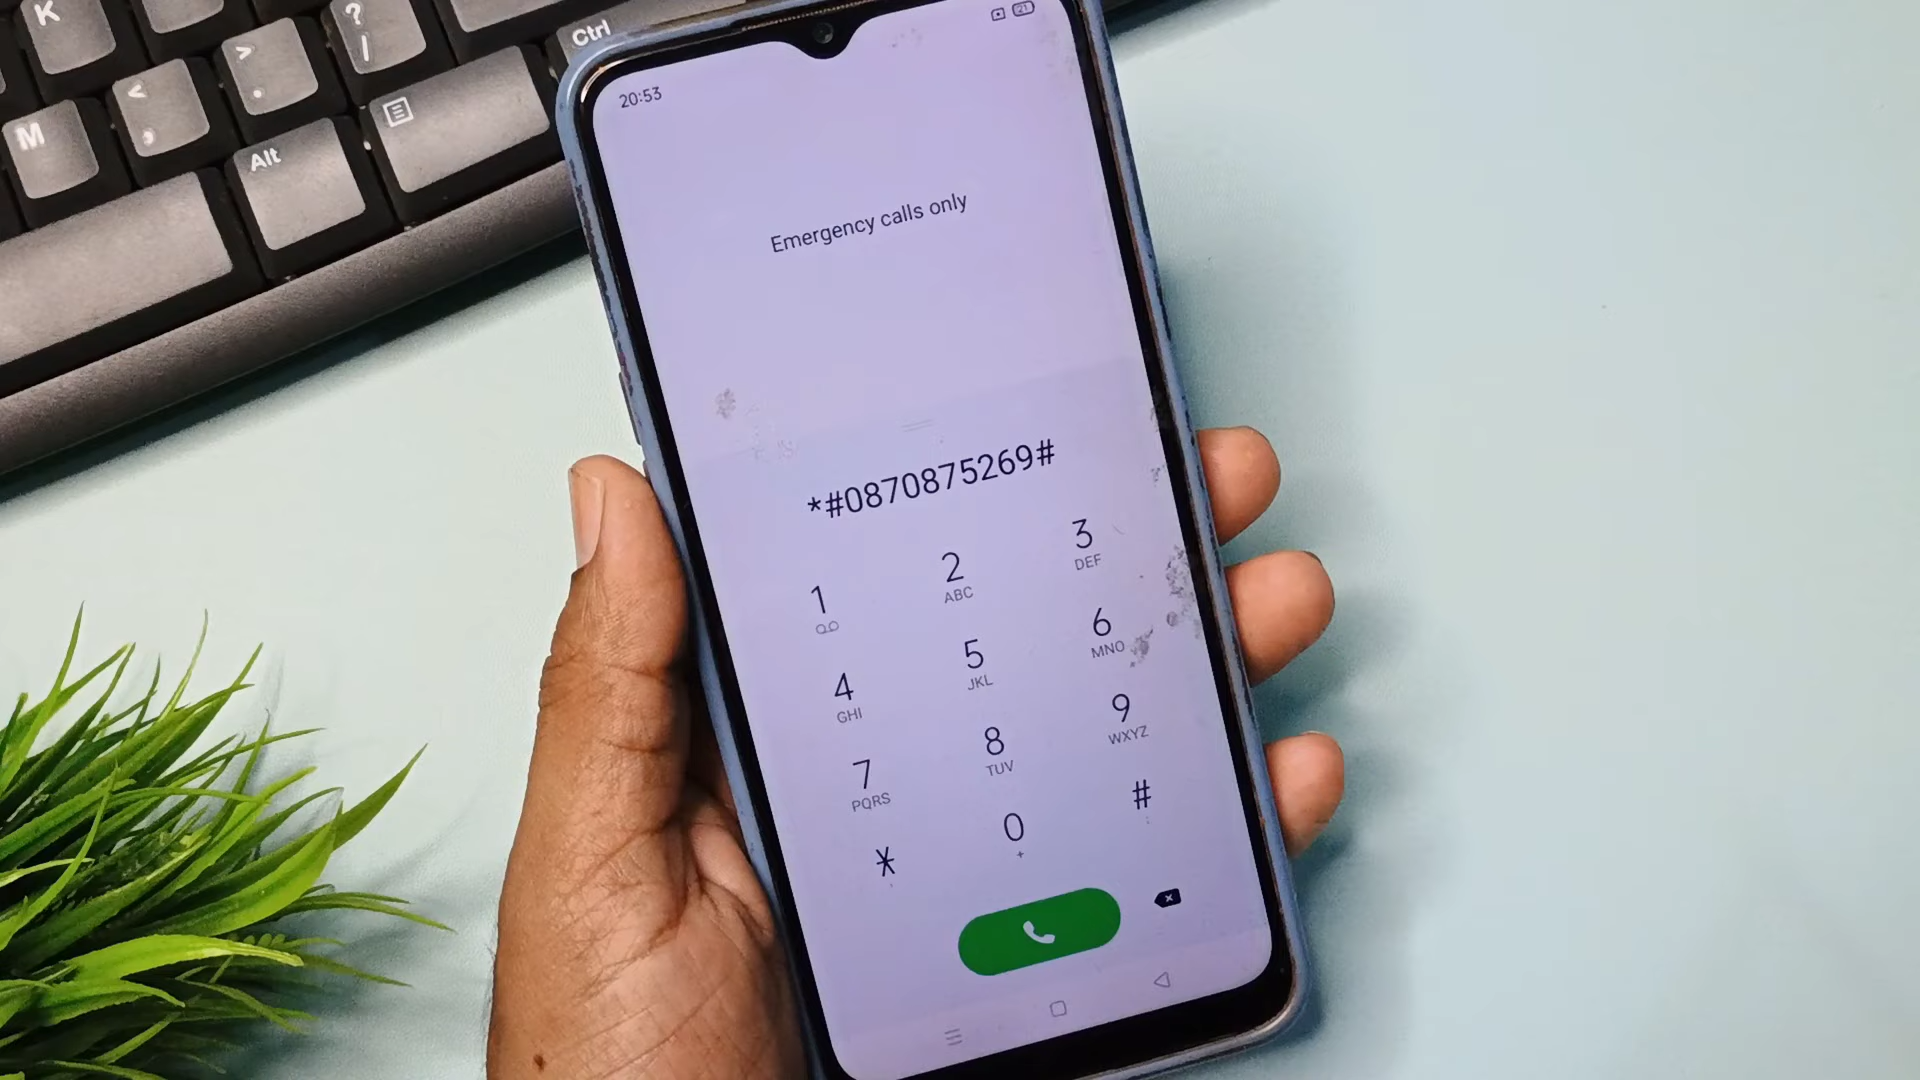 K
?
/
>
.
<
,
M
Alt
Ctrl
20:53
21
Emergency calls only
*#0870875269#
1
2
ABC
3
DEF
4
GHI
5
JKL
6
MNO
7
PQRS
8
TUV
9
WXYZ
*
0
+
#